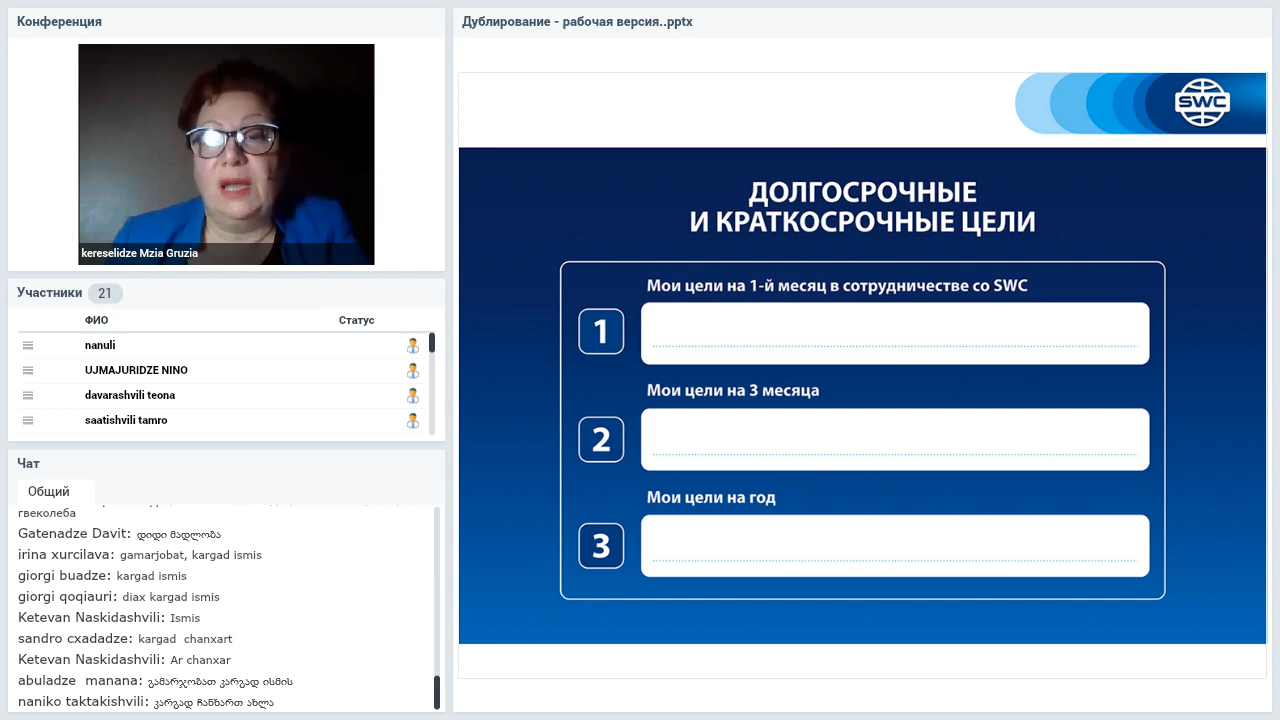 Конференция
kereselidze Mzia Gruzia
Участники 21
ФИО Статус
nanuli
UJMAJURIDZE NINO
davarashvili teona
saatishvili tamro
Чат
Общий
гвеколеба
Gatenadze Davit: დიდი მადლობა
irina xurcilava: gamarjobat, kargad ismis
giorgi buadze: kargad ismis
giorgi qoqiauri: diax kargad ismis
Ketevan Naskidashvili: Ismis
sandro cxadadze: kargad chanxart
Ketevan Naskidashvili: Ar chanxar
abuladze manana: გამარჯობათ კარგად ისმის
naniko taktakishvili: კარგად ჩანხართ ახლა
Дублирование - рабочая версия..pptx
SWC
ДОЛГОСРОЧНЫЕ
И КРАТКОСРОЧНЫЕ ЦЕЛИ
Мои цели на 1-й месяц в сотрудничестве со SWC
1
Мои цели на 3 месяца
2
Мои цели на год
3